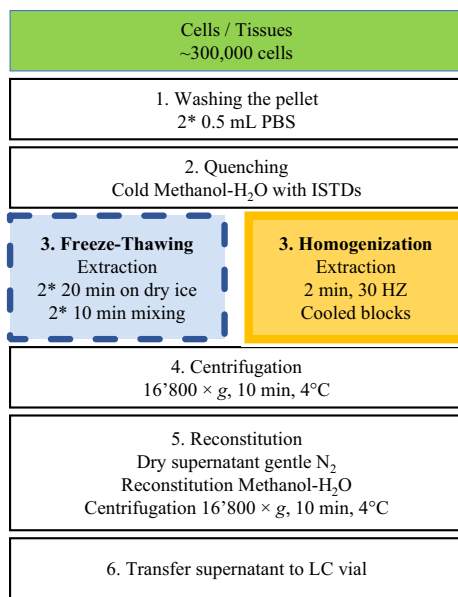 Cells / Tissues
~300,000 cells
1. Washing the pellet
2* 0.5 mL PBS
2. Quenching
Cold Methanol-H₂O with ISTDs
3. Freeze-Thawing
Extraction
2* 20 min on dry ice
2* 10 min mixing
3. Homogenization
Extraction
2 min, 30 HZ
Cooled blocks
4. Centrifugation
16’800 × g, 10 min, 4°C
5. Reconstitution
Dry supernatant gentle N₂
Reconstitution Methanol-H₂O
Centrifugation 16’800 × g, 10 min, 4°C
6. Transfer supernatant to LC vial